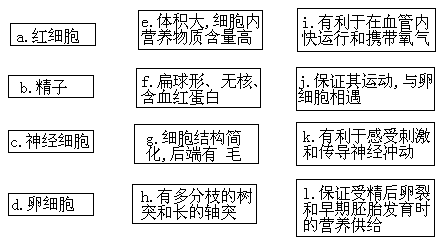 a.红细胞
b.精子
c.神经细胞
d.卵细胞
e.体积大,细胞内
营养物质含量高
f.扁球形、无核、
含血红蛋白
g.细胞结构简
化,后端有 毛
h.有多分枝的树
突和长的轴突
i.有利于在血管内
快运行和携带氧气
j.保证其运动,与卵
细胞相遇
k.有利于感受刺激
和传导神经冲动
l.保证受精后卵裂
和早期胚胎发育时
的营养供给